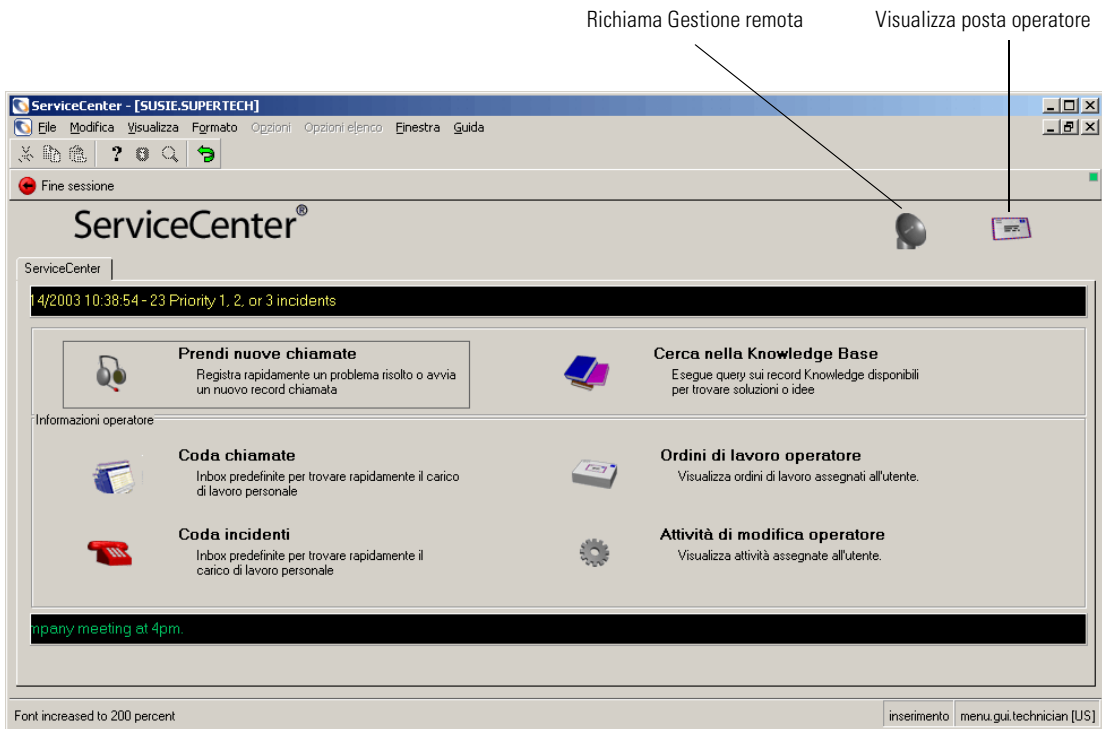 Richiama Gestione remota
Visualizza posta operatore
ServiceCenter - [SUSIE.SUPERTECH]
File Modifica Visualizza Formato Opzioni Opzioni elenco Finestra Guida
Fine sessione
ServiceCenter®
ServiceCenter
14/2003 10:38:54 - 23 Priority 1, 2, or 3 incidents
Prendi nuove chiamate
Registra rapidamente un problema risolto o avvia
un nuovo record chiamata
Cerca nella Knowledge Base
Esegue query sui record Knowledge disponibili
per trovare soluzioni o idee
Informazioni operatore
Coda chiamate
Inbox predefinite per trovare rapidamente il carico
di lavoro personale
Ordini di lavoro operatore
Visualizza ordini di lavoro assegnati all'utente.
Coda incidenti
Inbox predefinite per trovare rapidamente il
carico di lavoro personale
Attività di modifica operatore
Visualizza attività assegnate all'utente.
mpany meeting at 4pm.
Font increased to 200 percent
inserimento
menu.gui.technician [US]